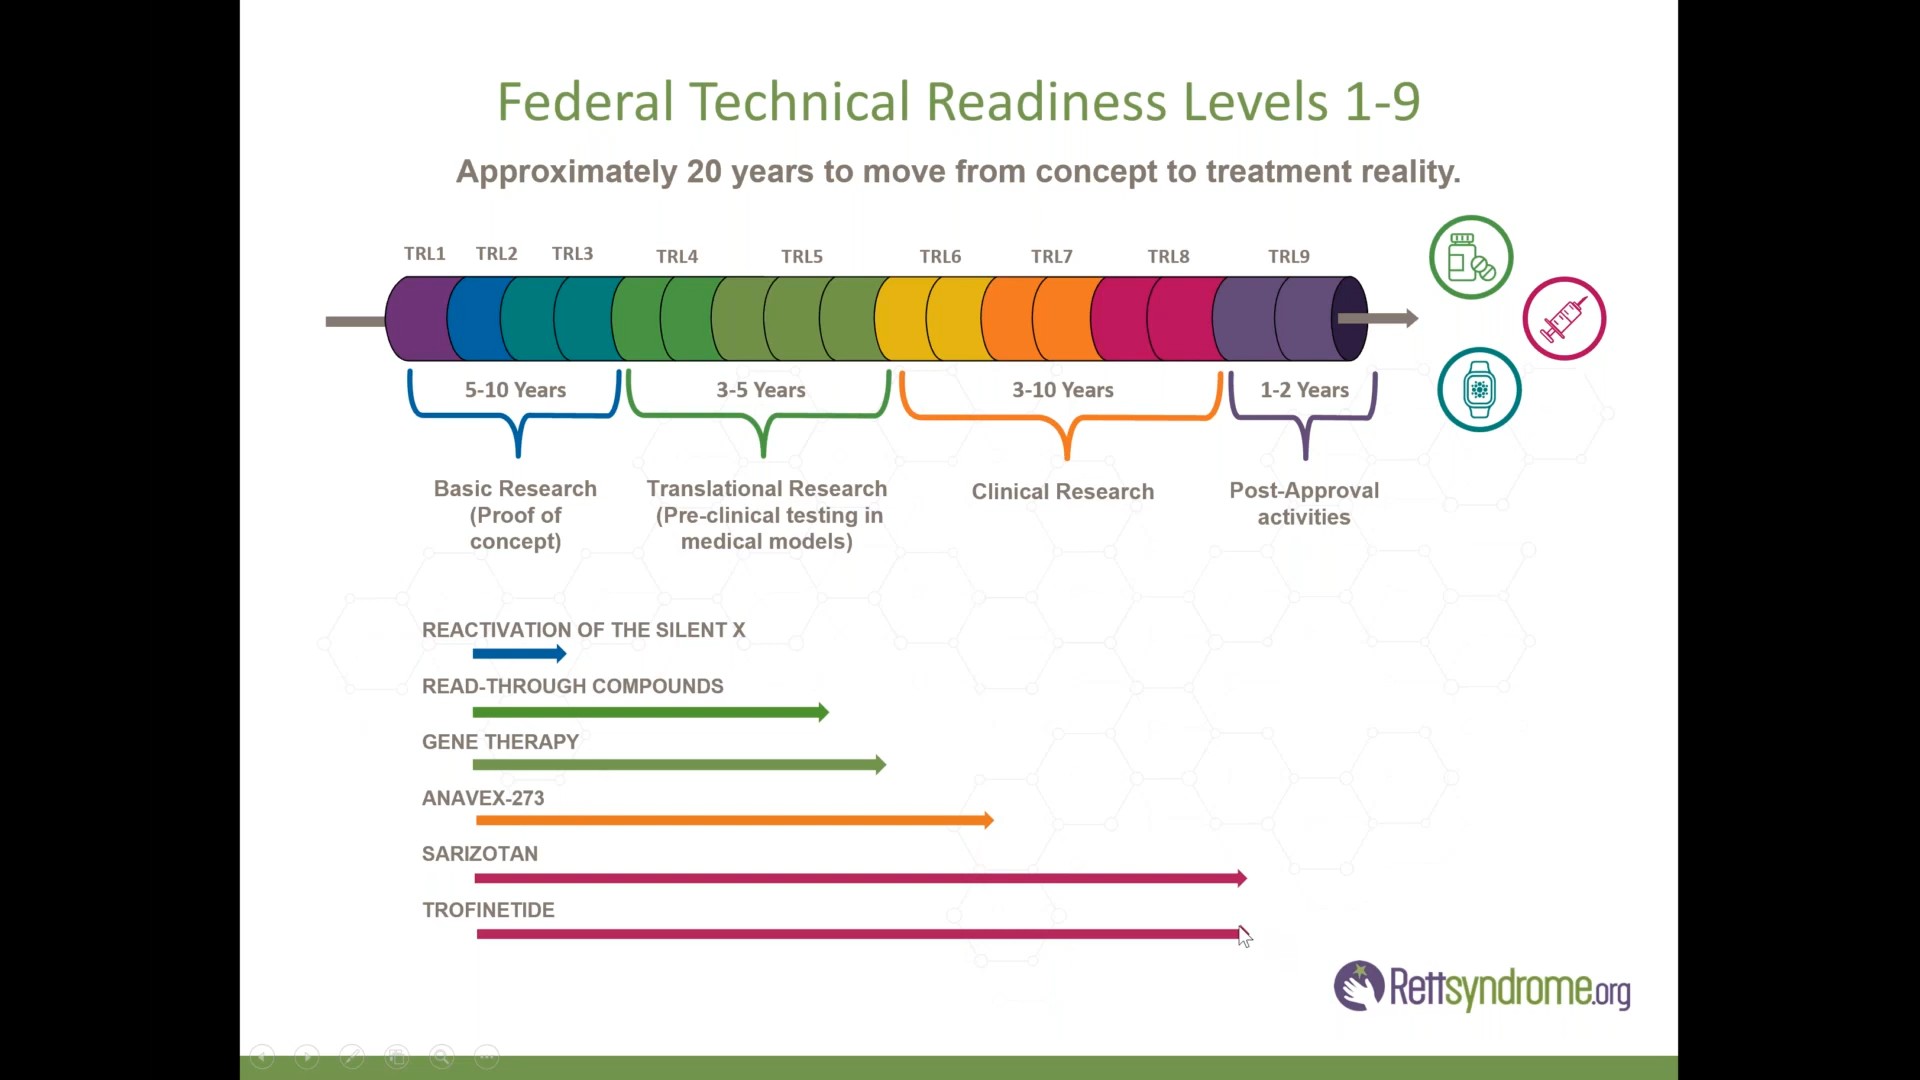 Federal Technical Readiness Levels 1-9
Approximately 20 years to move from concept to treatment reality.
TRL1 TRL2 TRL3 TRL4 TRL5 TRL6 TRL7 TRL8 TRL9
5-10 Years 3-5 Years 3-10 Years 1-2 Years
Basic Research
(Proof of
concept)
Translational Research
(Pre-clinical testing in
medical models)
Clinical Research
Post-Approval
activities
REACTIVATION OF THE SILENT X
READ-THROUGH COMPOUNDS
GENE THERAPY
ANAVEX-273
SARIZOTAN
TROFINETIDE
Rettsyndrome.org